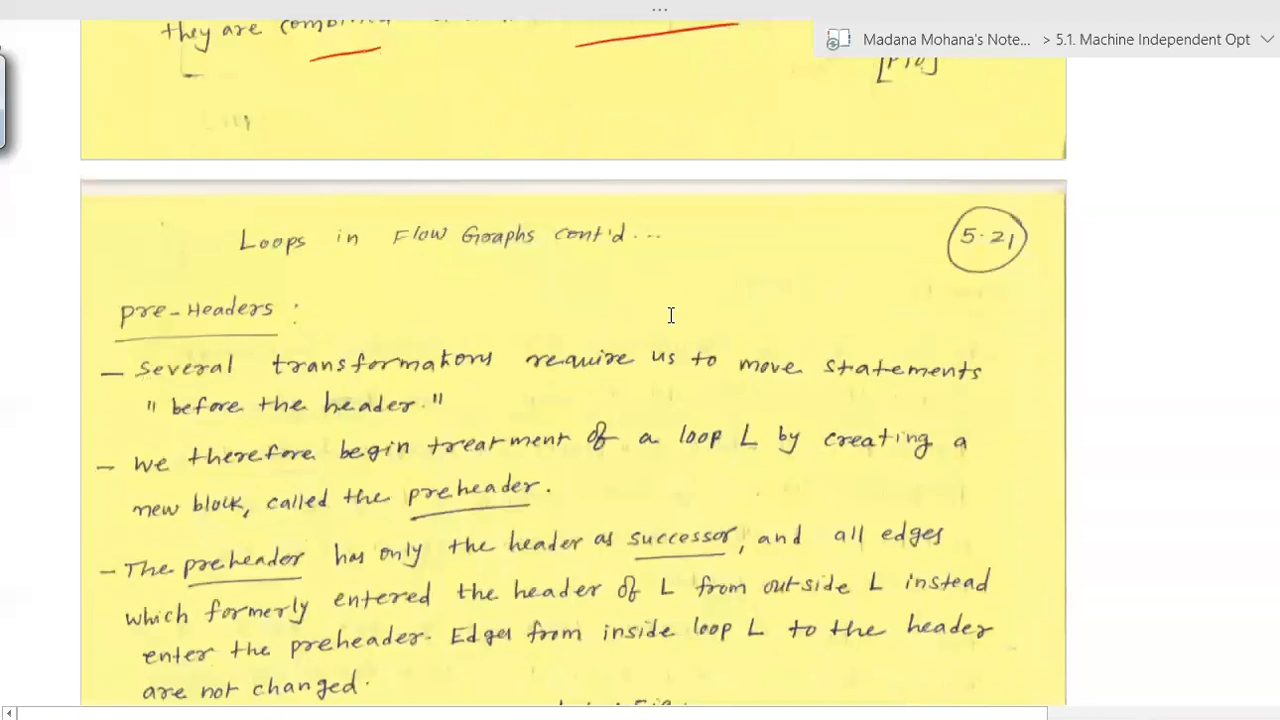 ...
Madana Mohana's Note... > 5.1. Machine Independent Opt
they are combined
Loops in Flow Graphs cont'd...
5.21
Pre-Headers :
— Several transformations require us to move statements
" before the header."
— We therefore begin treatment of a loop L by creating a
new block, called the preheader.
— The preheader has only the header as successor, and all edges
which formerly entered the header of L from outside L instead
enter the preheader. Edges from inside loop L to the header
are not changed.